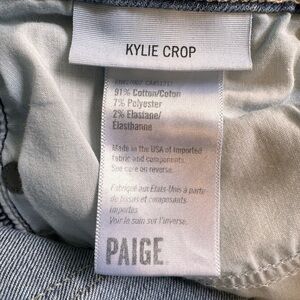 KYLIE CROP
91% Cotton/Coton
7% Polyester
2% Elastane/
Élasthanne
Made in the USA of imported
fabric and components.
See care on reverse.
Fabriqué aux États-Unis à partir
de tissus et composants
importés
Voir le soin sur l'inverse.
PAIGE